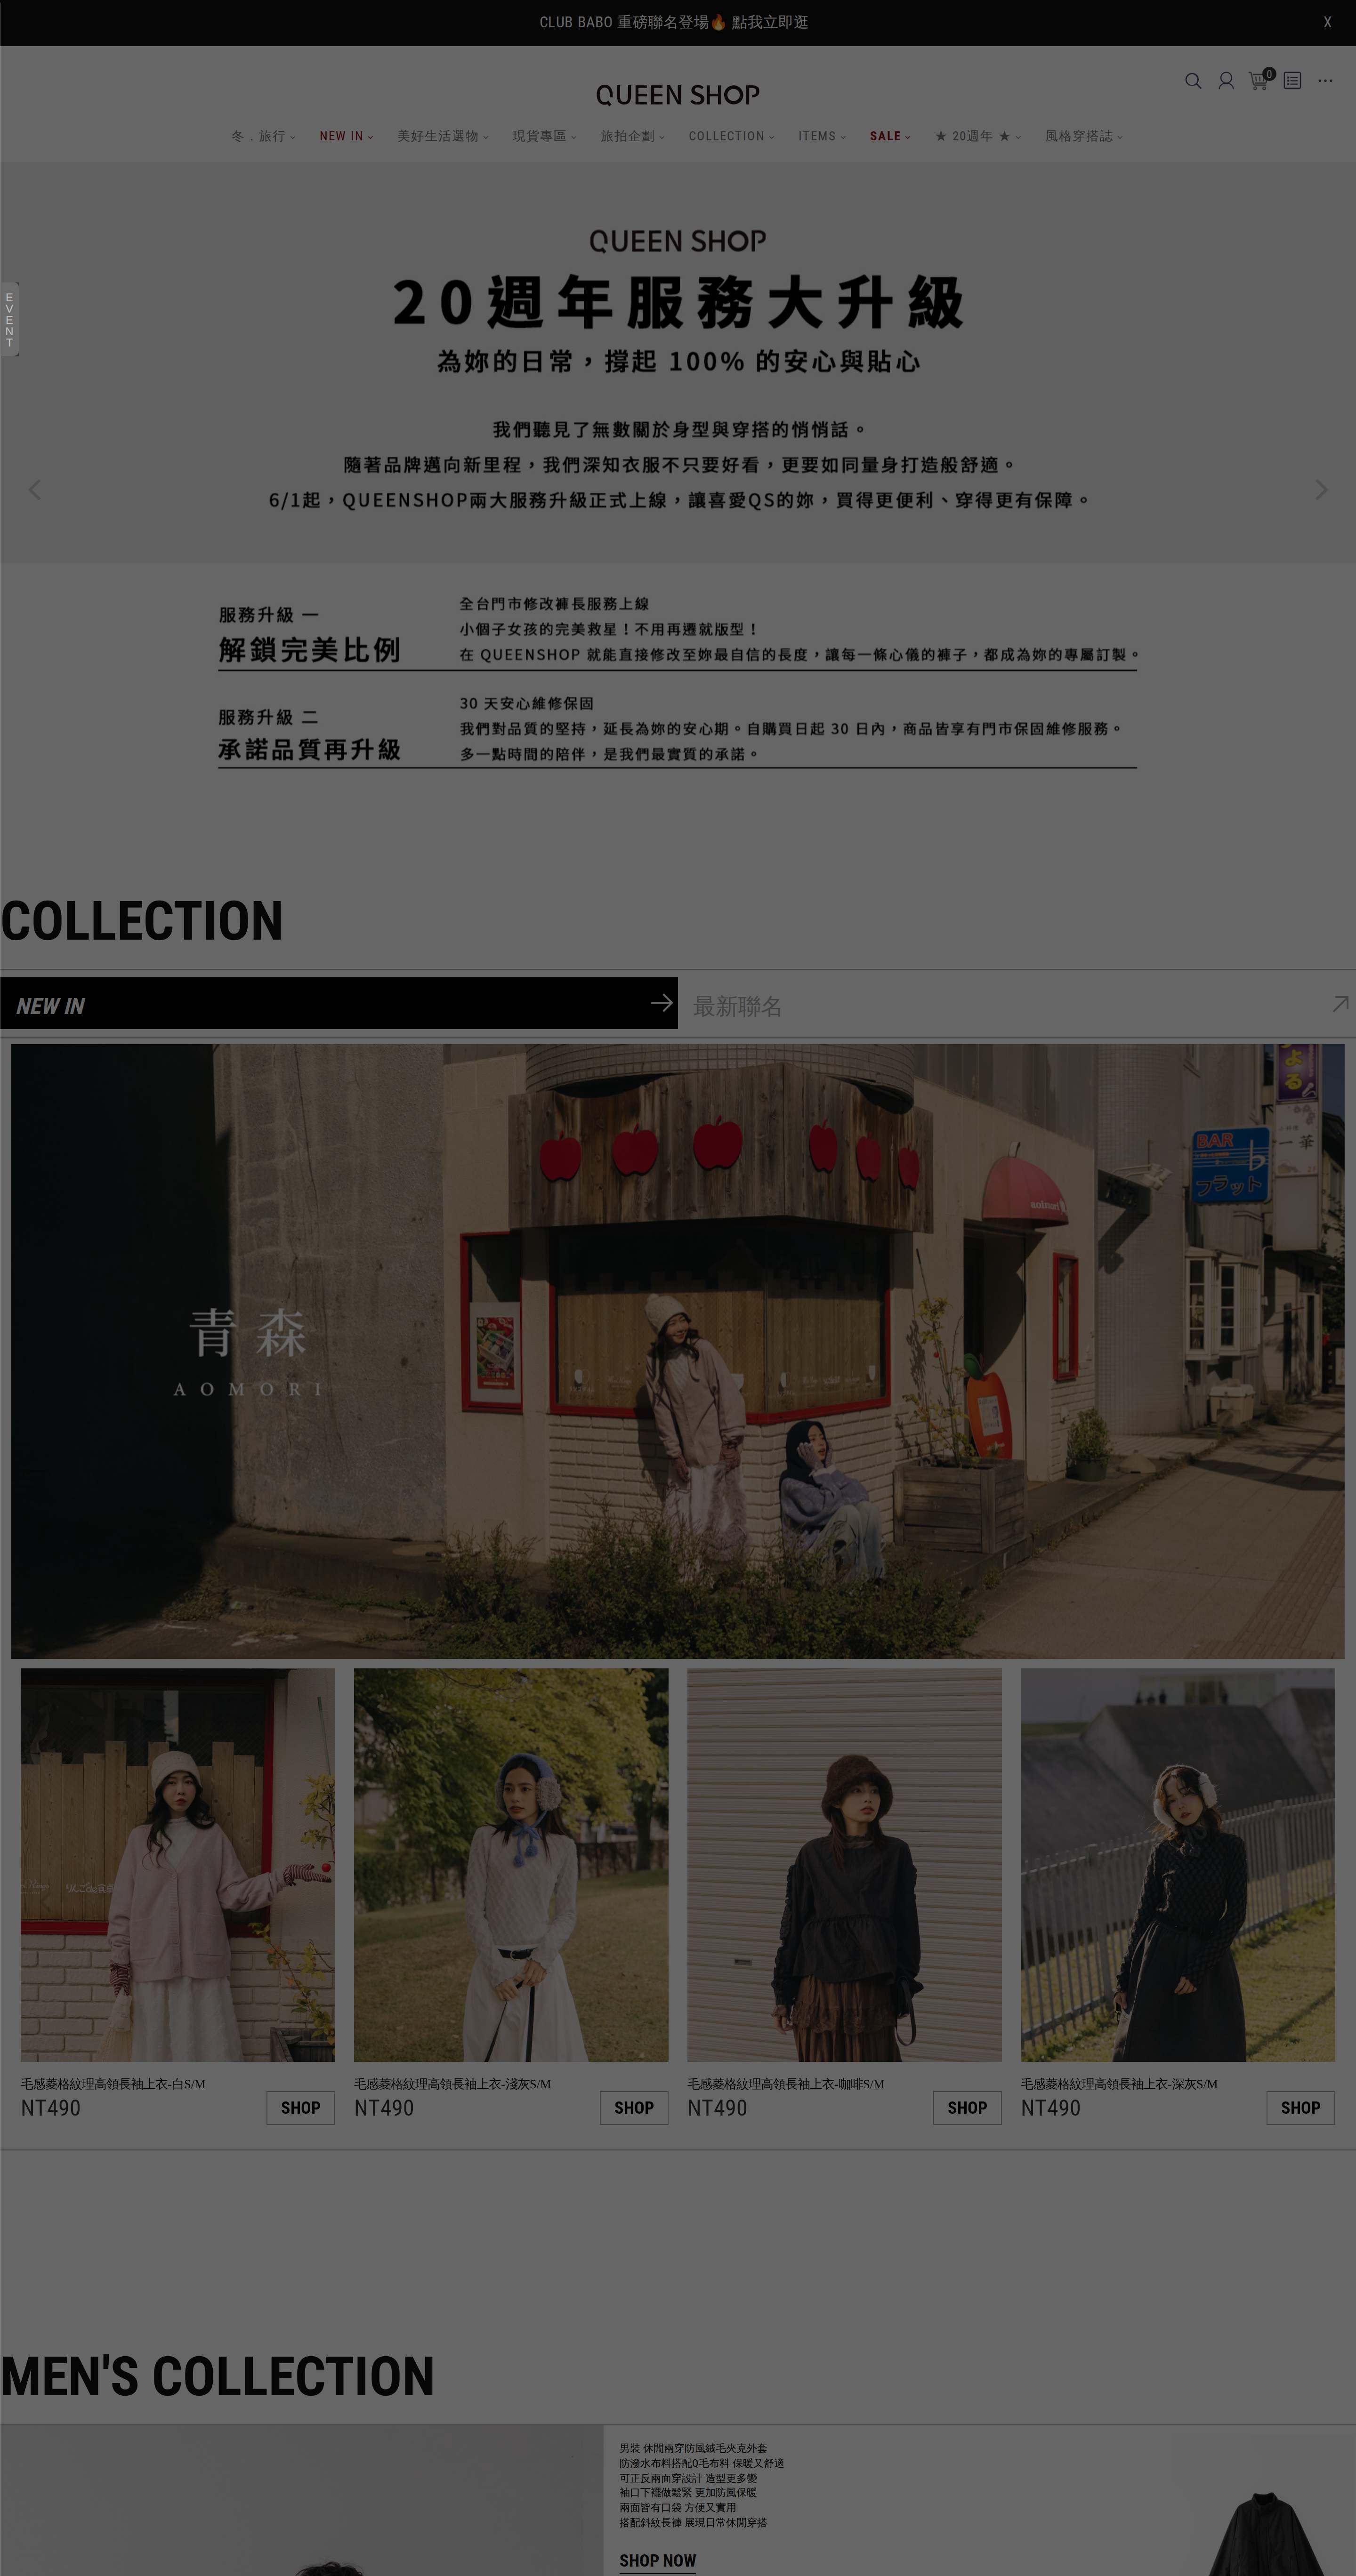 CLUB BABO 重磅聯名登場🔥 點我立即逛
X
QUEEN SHOP
0
冬．旅行
NEW IN
美好生活選物
現貨專區
旅拍企劃
COLLECTION
ITEMS
SALE
★ 20週年 ★
風格穿搭誌
EVENT
QUEEN SHOP
20週年服務大升級
為妳的日常，撐起 100% 的安心與貼心
我們聽見了無數關於身型與穿搭的悄悄話。
隨著品牌邁向新里程，我們深知衣服不只要好看，更要如同量身打造般舒適。
6/1起，QUEENSHOP兩大服務升級正式上線，讓喜愛QS的妳，買得更便利、穿得更有保障。
服務升級 一
解鎖完美比例
全台門市修改褲長服務上線
小個子女孩的完美救星！不用再遷就版型！
在 QUEENSHOP 就能直接修改至妳最自信的長度，讓每一條心儀的褲子，都成為妳的專屬訂製。
服務升級 二
承諾品質再升級
30 天安心維修保固
我們對品質的堅持，延長為妳的安心期。自購買日起 30 日內，商品皆享有門市保固維修服務。
多一點時間的陪伴，是我們最實質的承諾。
COLLECTION
NEW IN
最新聯名
青森
AOMORI
BAR
フラット
一華
毛感菱格紋理高領長袖上衣-白S/M
NT490
SHOP
毛感菱格紋理高領長袖上衣-淺灰S/M
NT490
SHOP
毛感菱格紋理高領長袖上衣-咖啡S/M
NT490
SHOP
毛感菱格紋理高領長袖上衣-深灰S/M
NT490
SHOP
MEN'S COLLECTION
男裝 休閒兩穿防風絨毛夾克外套
防潑水布料搭配Q毛布料 保暖又舒適
可正反兩面穿設計 造型更多變
袖口下襬做鬆緊 更加防風保暖
兩面皆有口袋 方便又實用
搭配斜紋長褲 展現日常休閒穿搭
SHOP NOW